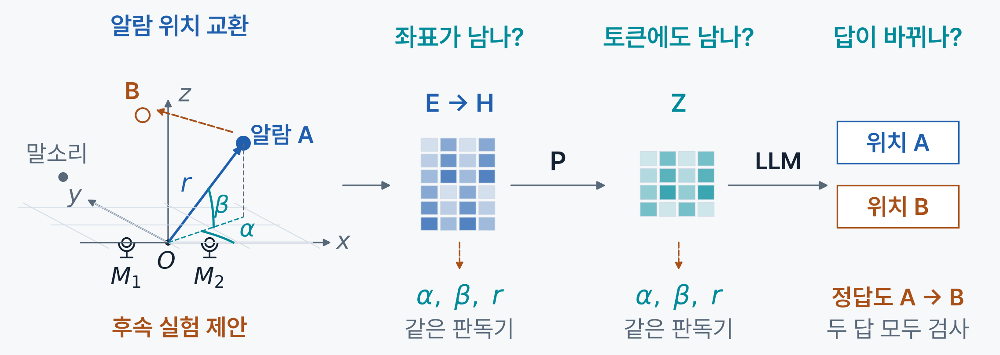 알람 위치 교환
좌표가 남나?
토큰에도 남나?
답이 바뀌나?
B
z
알람 A
말소리
y
r
β
α
x
O
M₁
M₂
후속 실험 제안
E → H
P
Z
LLM
위치 A
위치 B
α, β, r
같은 판독기
α, β, r
같은 판독기
정답도 A → B
두 답 모두 검사